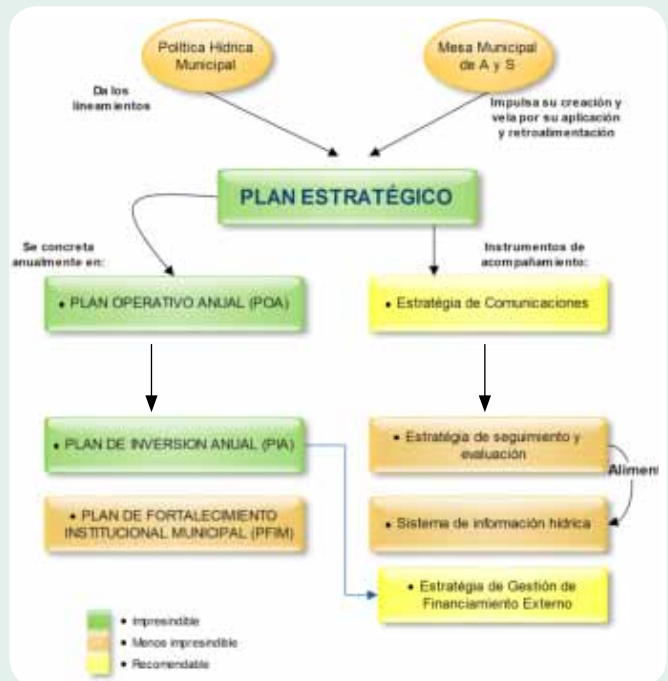 Política Hídrica
Municipal
Mesa Municipal
de A y S
Da los
lineamientos
Impulsa su creación y
vela por su aplicación
y retroalimentación
PLAN ESTRATÉGICO
Se concreta
anualmente en:
Instrumentos de
acompañamiento:
• PLAN OPERATIVO ANUAL (POA)
• Estratégia de Comunicaciones
• PLAN DE INVERSION ANUAL (PIA)
• Estratégia de seguimiento y
evaluación
Aliment
• PLAN DE FORTALECIMIENTO
INSTITUCIONAL MUNICIPAL (PFIM)
• Sistema de información hídrica
• Estratégia de Gestión de
Financiamiento Externo
• Impresindible
• Menos impresindible
• Recomendable